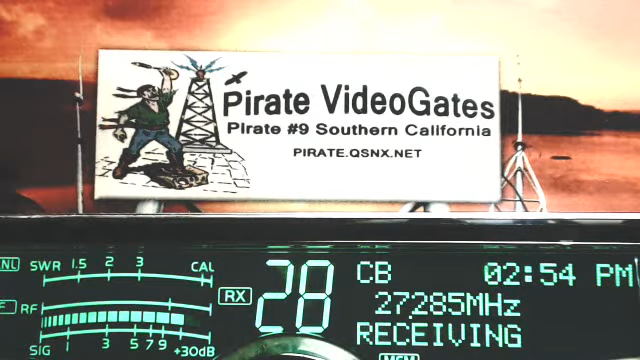 Pirate VideoGates
Pirate #9 Southern California
PIRATE.QSNX.NET
NL SWR 1.5 2 3 CAL
RX 28 CB 02:54 PM
RF 27285MHz
SIG 1 3 5 7 9 +30dB RECEIVING